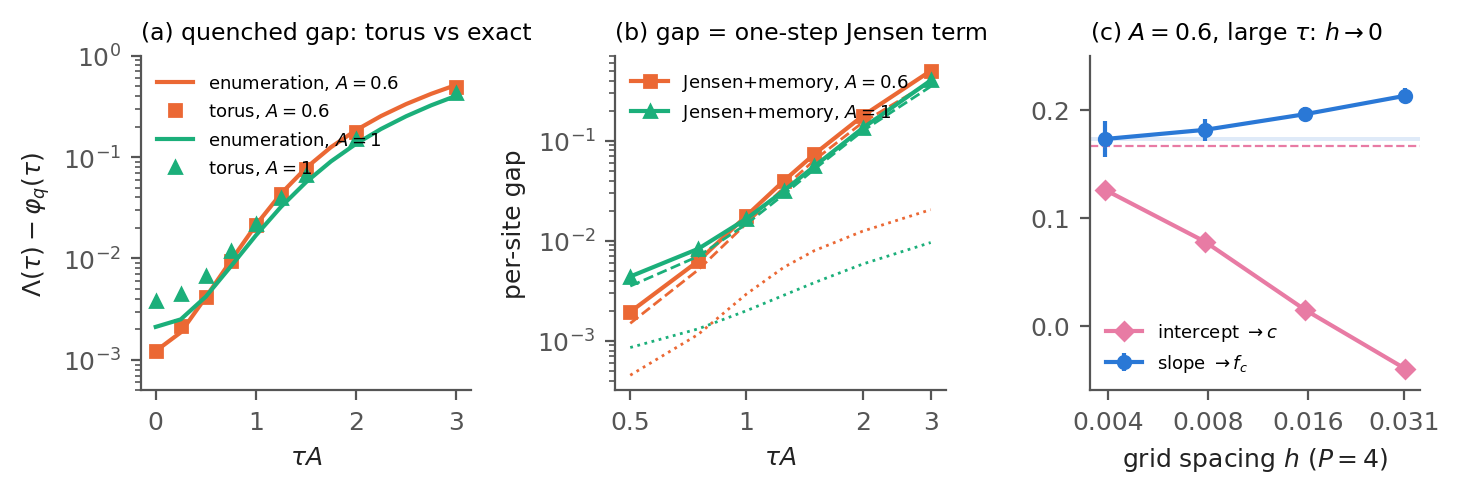 (a) quenched gap: torus vs exact
Λ(τ) − φq(τ)
10⁰
10⁻¹
10⁻²
10⁻³
enumeration, A = 0.6
torus, A = 0.6
enumeration, A = 1
torus, A = 1
0 1 2 3
τA
(b) gap = one-step Jensen term
per-site gap
10⁻¹
10⁻²
10⁻³
Jensen+memory, A = 0.6
Jensen+memory, A = 1
0.5 1 2 3
τA
(c) A = 0.6, large τ: h → 0
0.2
0.1
0.0
intercept → c
slope → fc
0.004 0.008 0.016 0.031
grid spacing h (P = 4)